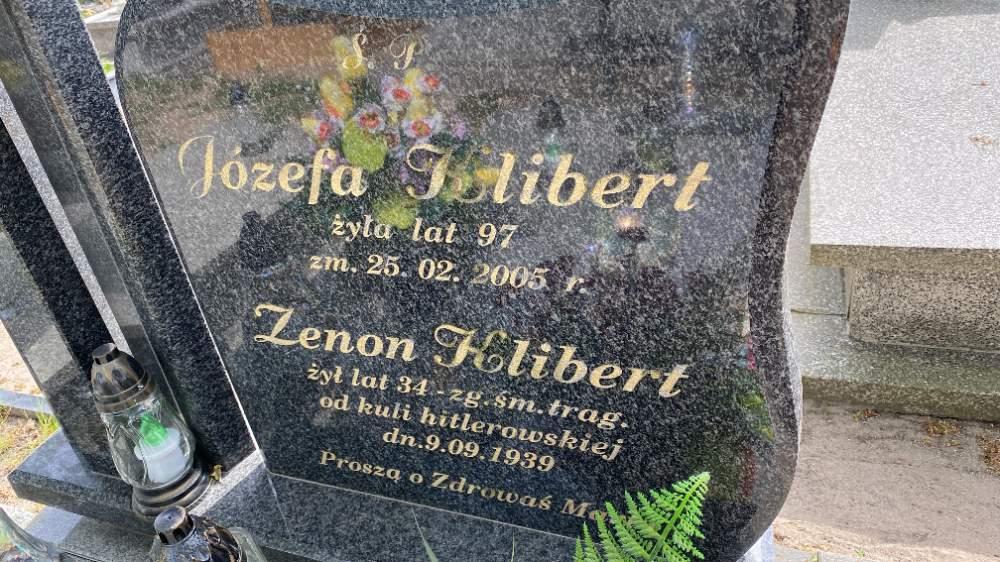 Ś. P.
Józefa Klibert
żyła lat 97
zm. 25. 02. 2005 r.
Zenon Klibert
żył lat 34 - zg. śm. trag.
od kuli hitlerowskiej
dn. 9.09.1939
Proszą o Zdrowaś